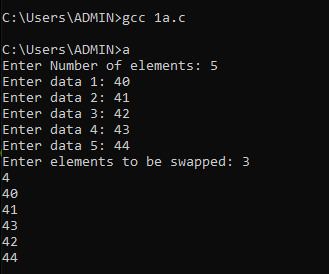 C:\Users\ADMIN>gcc 1a.c
C:\Users\ADMIN>a
Enter Number of elements: 5
Enter data 1: 40
Enter data 2: 41
Enter data 3: 42
Enter data 4: 43
Enter data 5: 44
Enter elements to be swapped: 3
4
40
41
43
42
44